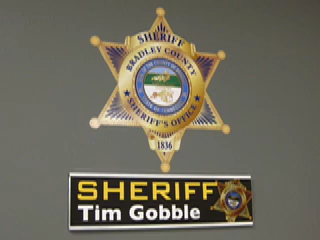 SHERIFF
BRADLEY COUNTY
SHERIFF'S OFFICE
1836
SHERIFF
Tim Gobble